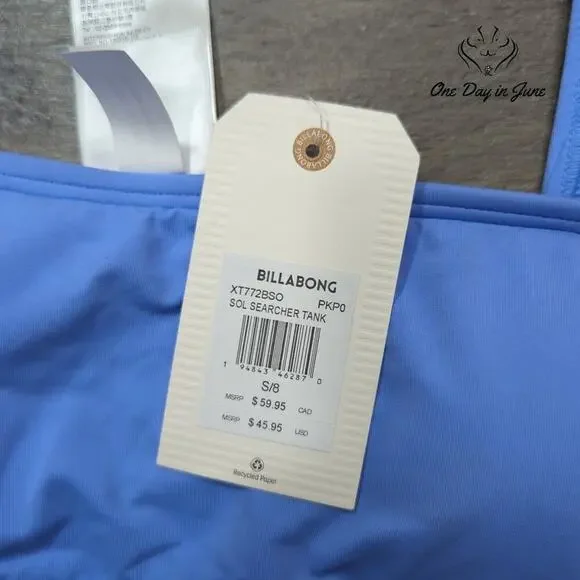 One Day in June
BILLABONG BILLABONG
BILLABONG
XT772BSO PKP0
SOL SEARCHER TANK
1 94843 46287 0
S/8
MSRP $ 59.95 CAD
MSRP $ 45.95 USD
Recycled Paper